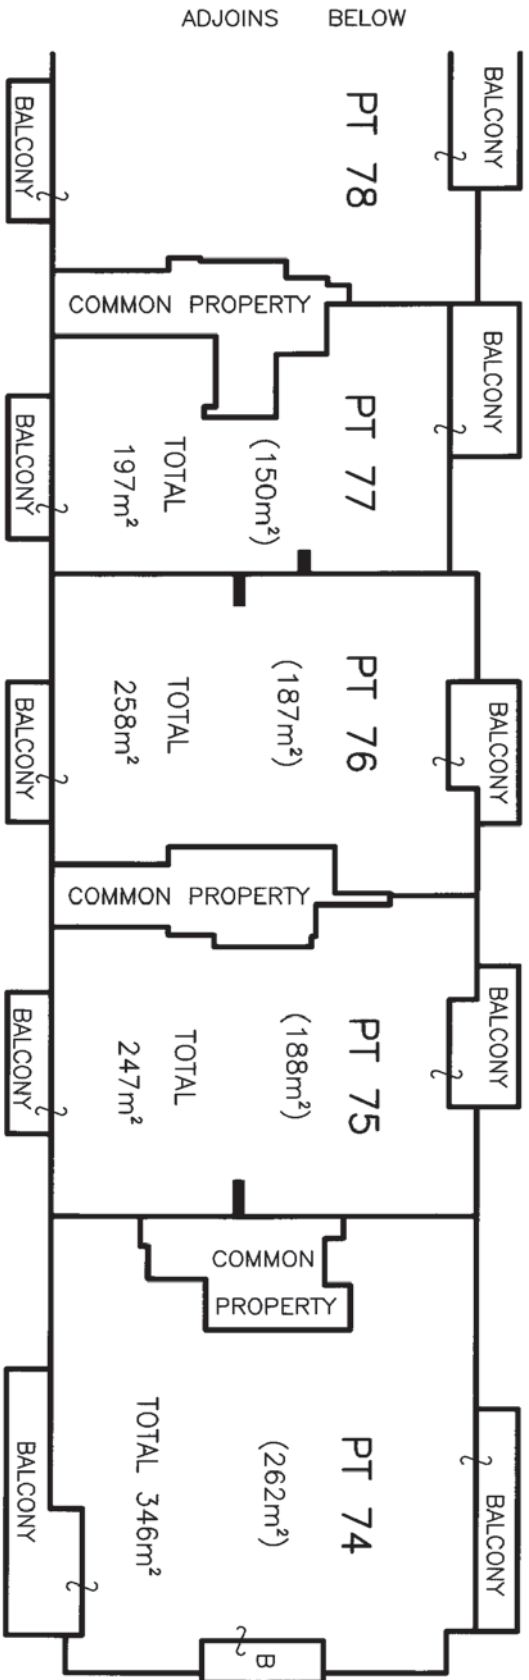 ADJOINS BELOW
BALCONY
PT 78
BALCONY
COMMON PROPERTY
BALCONY
PT 77
(150m²)
TOTAL
197m²
BALCONY
BALCONY
PT 76
(187m²)
TOTAL
258m²
BALCONY
COMMON PROPERTY
BALCONY
PT 75
(188m²)
TOTAL
247m²
BALCONY
COMMON
PROPERTY
BALCONY
PT 74
(262m²)
TOTAL 346m²
BALCONY
B